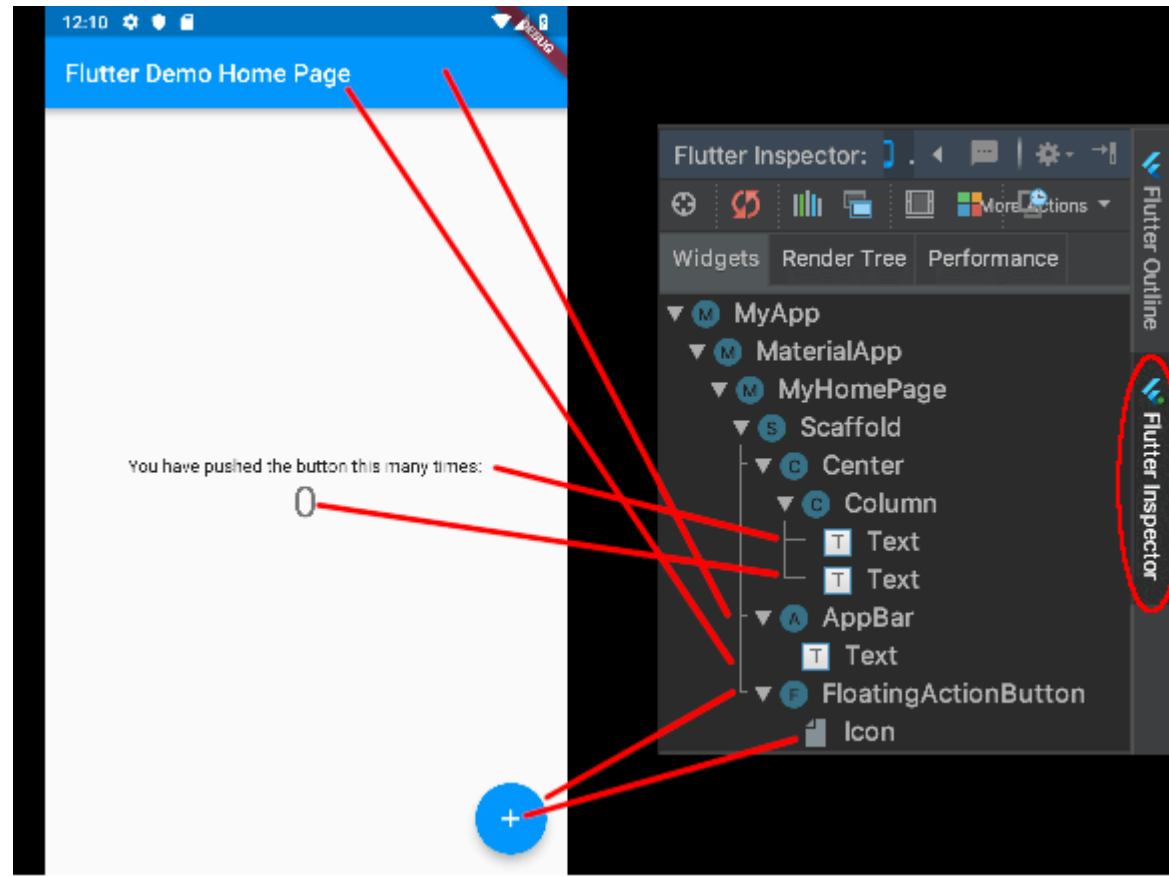 12:10
DEBUG
Flutter Demo Home Page
You have pushed the button this many times:
0
+
Flutter Inspector:
More Actions
Widgets Render Tree Performance
M MyApp
M MaterialApp
M MyHomePage
S Scaffold
C Center
C Column
T Text
T Text
A AppBar
T Text
F FloatingActionButton
Icon
Flutter Outline
Flutter Inspector